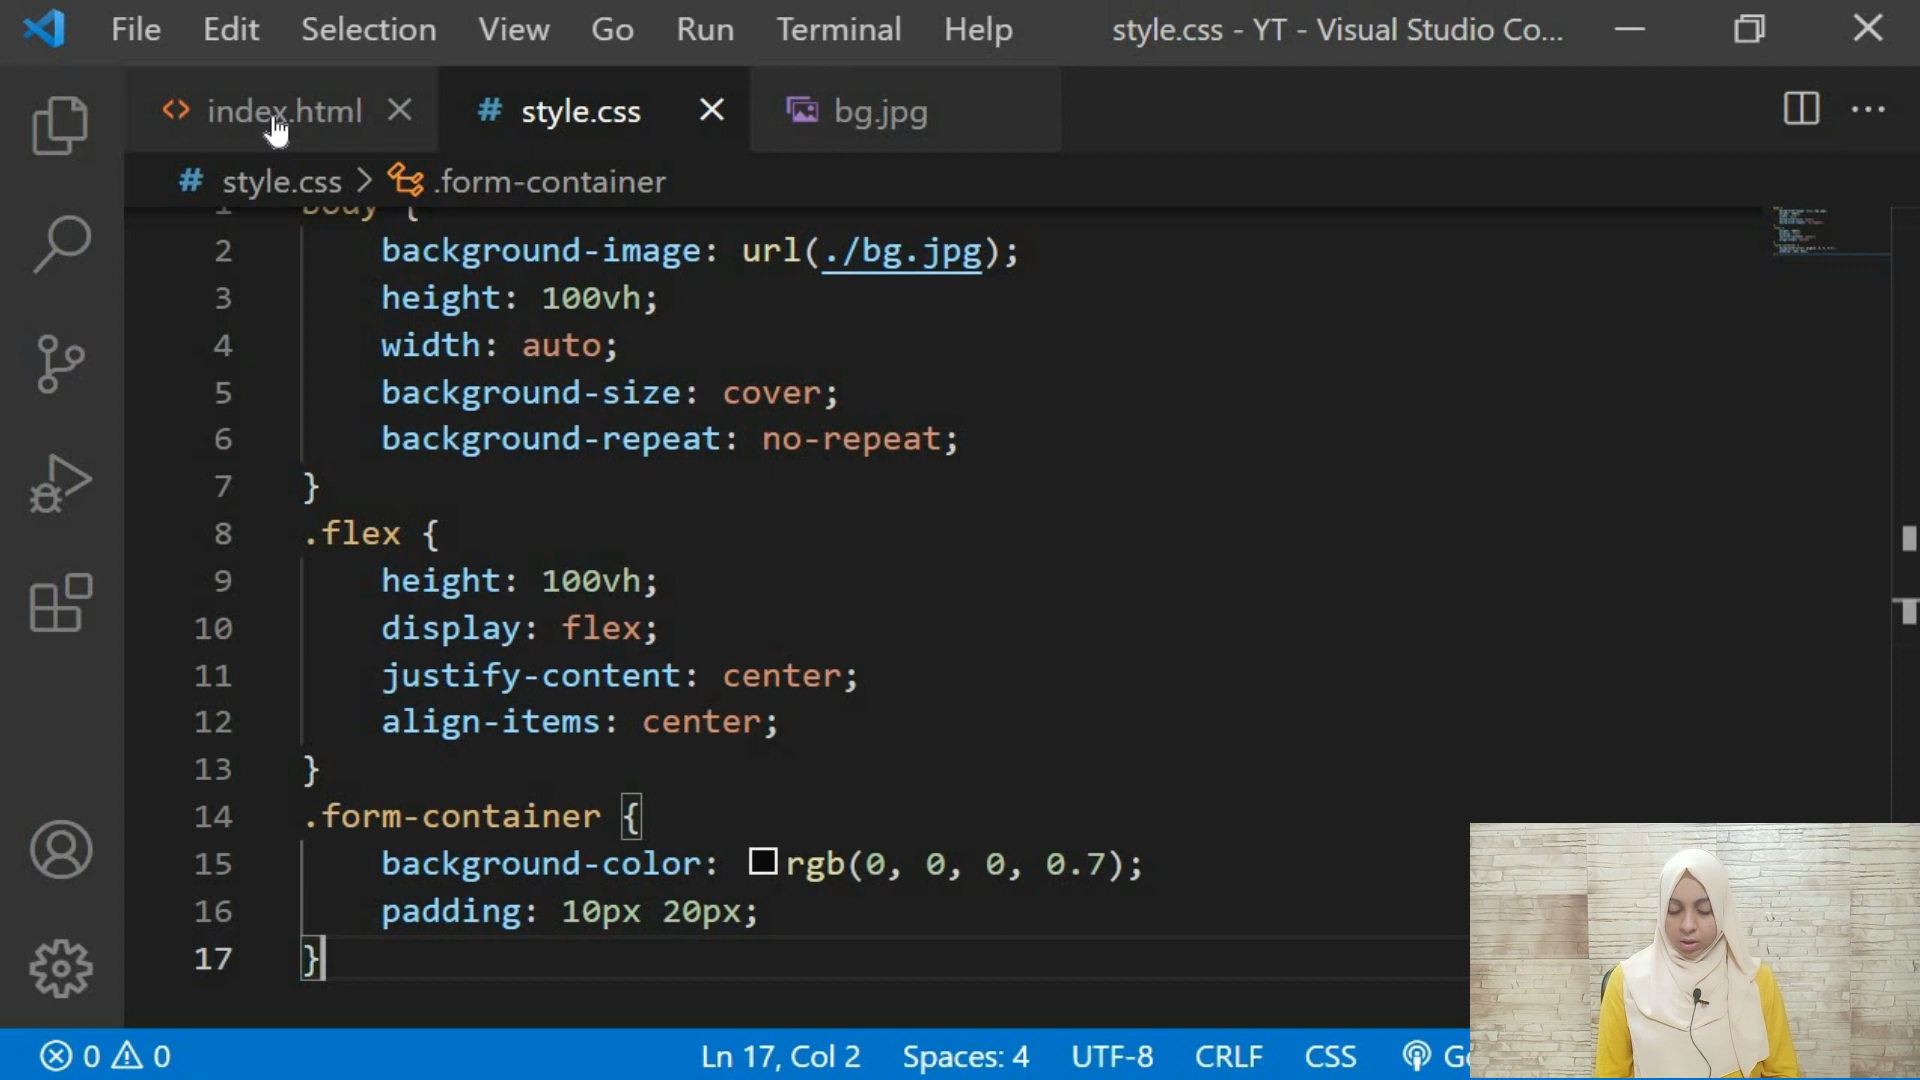 File Edit Selection View Go Run Terminal Help style.css - YT - Visual Studio Co...
index.html style.css bg.jpg
# style.css > .form-container
1 body {
2 background-image: url(./bg.jpg);
3 height: 100vh;
4 width: auto;
5 background-size: cover;
6 background-repeat: no-repeat;
7 }
8 .flex {
9 height: 100vh;
10 display: flex;
11 justify-content: center;
12 align-items: center;
13 }
14 .form-container {
15 background-color: rgb(0, 0, 0, 0.7);
16 padding: 10px 20px;
17 }
0 0 Ln 17, Col 2 Spaces: 4 UTF-8 CRLF CSS